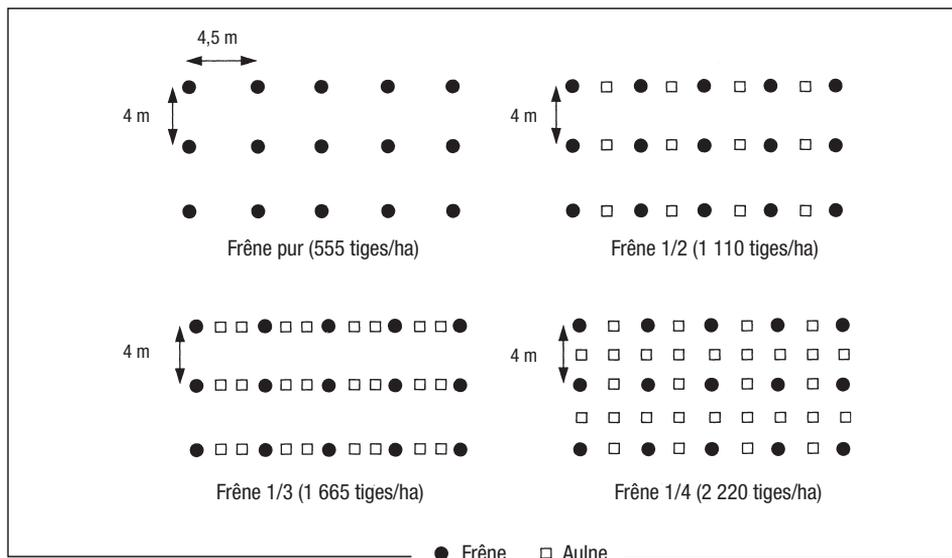 4,5 m
4 m
4 m
Frêne pur (555 tiges/ha)
Frêne 1/2 (1 110 tiges/ha)
4 m
4 m
Frêne 1/3 (1 665 tiges/ha)
Frêne 1/4 (2 220 tiges/ha)
Frêne Aulne